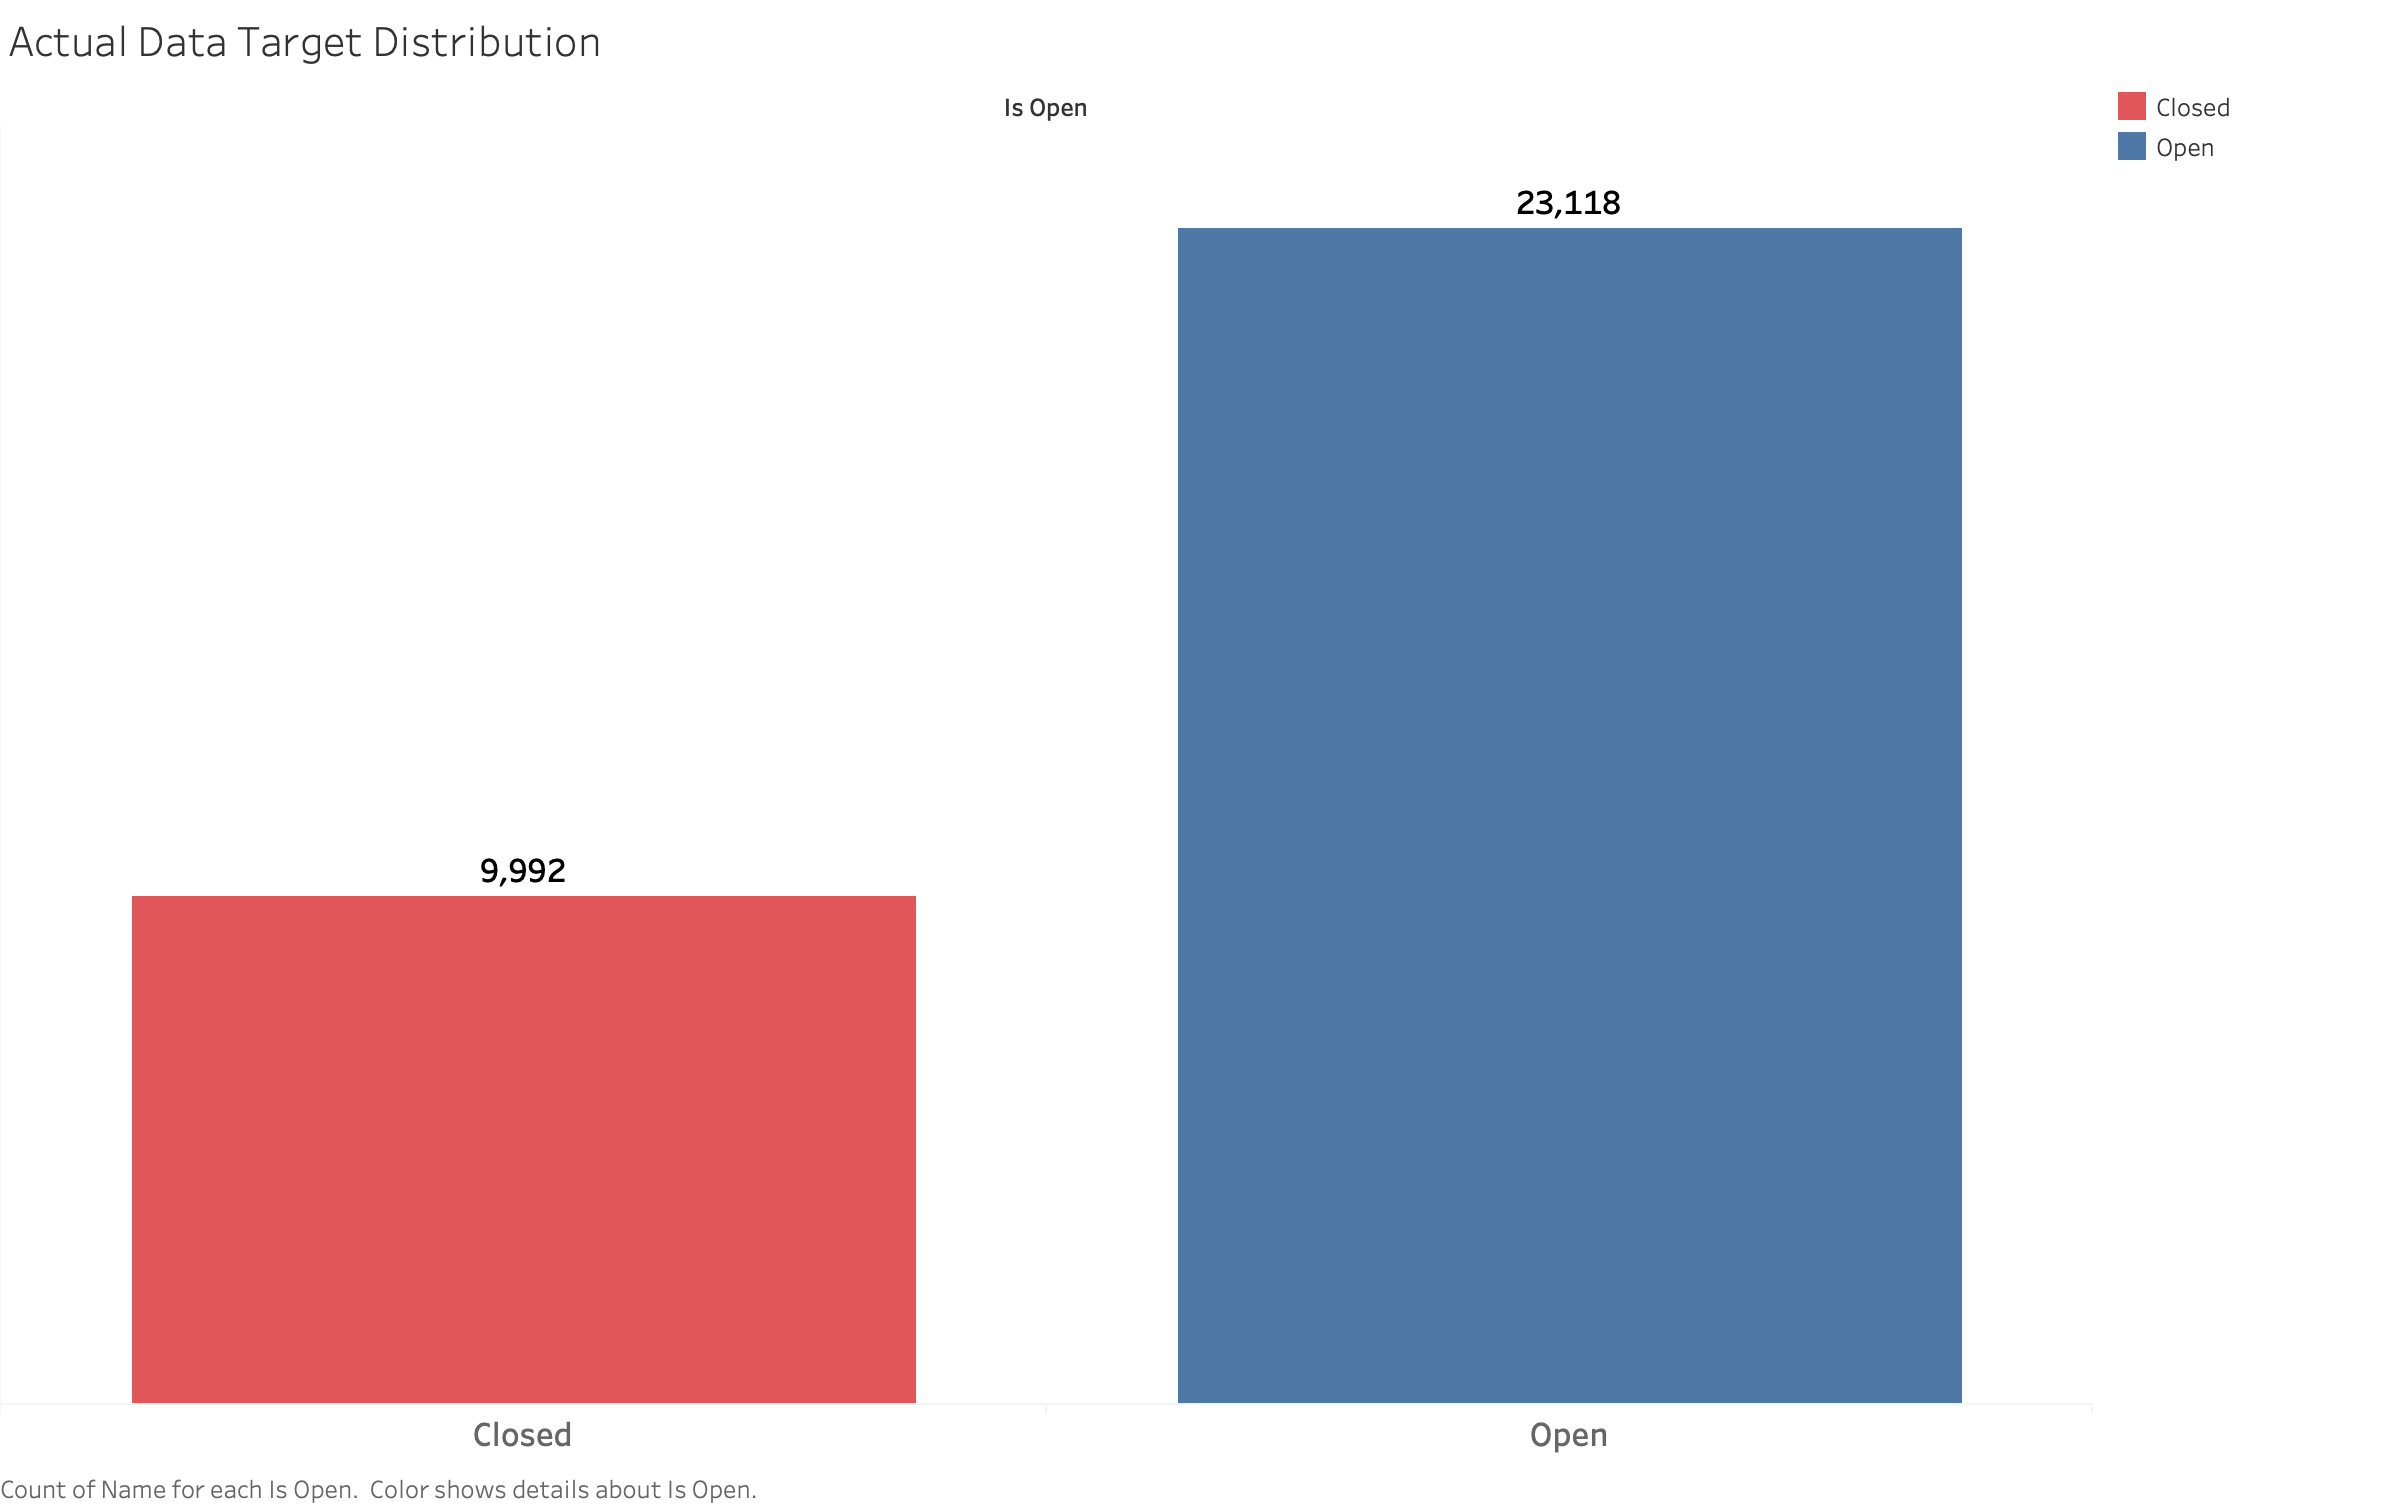 Actual Data Target Distribution
Is Open
Closed
Open
23,118
9,992
Closed
Open
Count of Name for each Is Open.  Color shows details about Is Open.